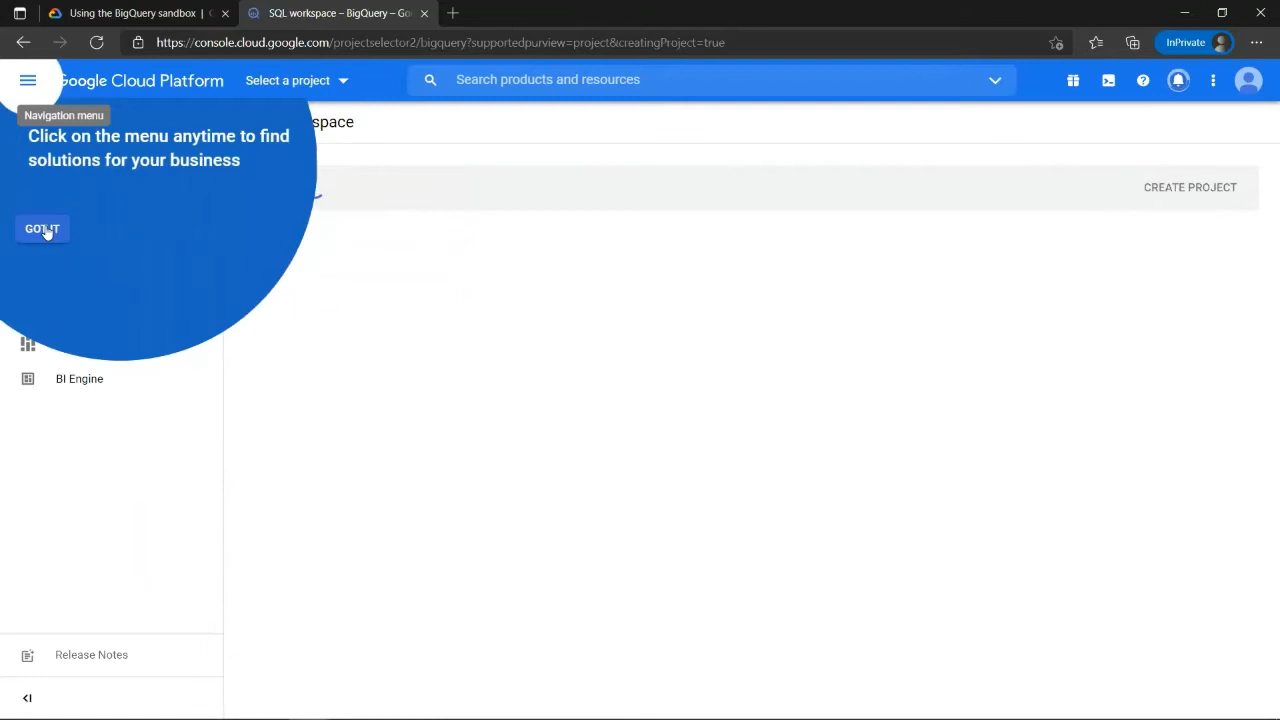 Using the BigQuery sandbox |
SQL workspace – BigQuery – Go
https://console.cloud.google.com/projectselector2/bigquery?supportedpurview=project&creatingProject=true
InPrivate
Google Cloud Platform
Select a project
Search products and resources
Navigation menu
Click on the menu anytime to find
solutions for your business
space
CREATE PROJECT
GOT IT
BI Engine
Release Notes